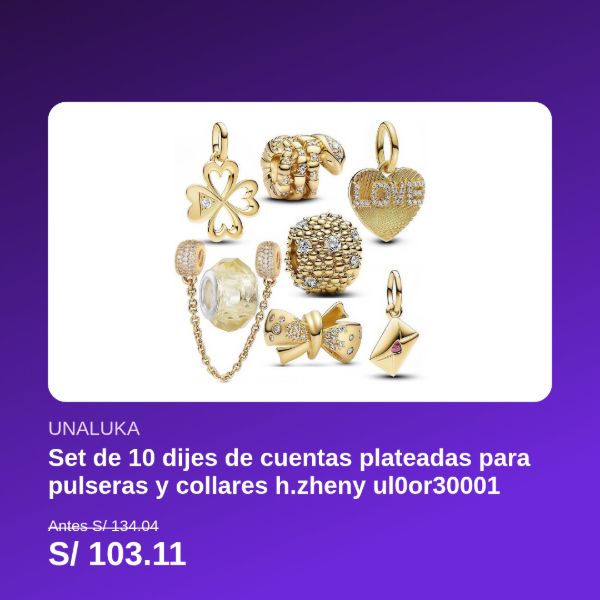 LOVE
UNALUKA
Set de 10 dijes de cuentas plateadas para
pulseras y collares h.zheny ul0or30001
Antes S/ 134.04
S/ 103.11